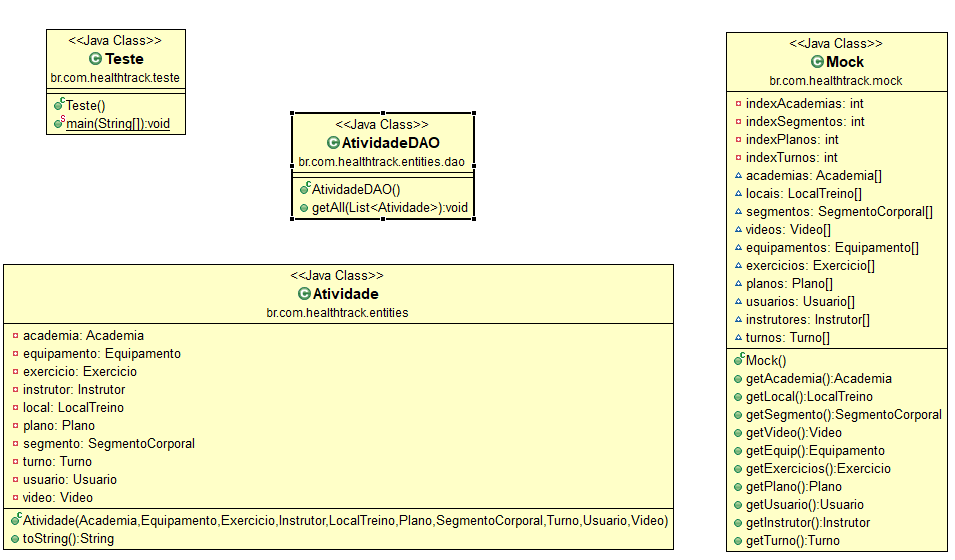 <<Java Class>>
Teste
br.com.healthtrack.teste
Teste()
main(String[]):void
<<Java Class>>
AtividadeDAO
br.com.healthtrack.entities.dao
AtividadeDAO()
getAll(List<Atividade>):void
<<Java Class>>
Atividade
br.com.healthtrack.entities
academia: Academia
equipamento: Equipamento
exercicio: Exercicio
instrutor: Instrutor
local: LocalTreino
plano: Plano
segmento: SegmentoCorporal
turno: Turno
usuario: Usuario
video: Video
Atividade(Academia,Equipamento,Exercicio,Instrutor,LocalTreino,Plano,SegmentoCorporal,Turno,Usuario,Video)
toString():String
<<Java Class>>
Mock
br.com.healthtrack.mock
indexAcademias: int
indexSegmentos: int
indexPlanos: int
indexTurnos: int
academias: Academia[]
locais: LocalTreino[]
segmentos: SegmentoCorporal[]
videos: Video[]
equipamentos: Equipamento[]
exercicios: Exercicio[]
planos: Plano[]
usuarios: Usuario[]
instrutores: Instrutor[]
turnos: Turno[]
Mock()
getAcademia():Academia
getLocal():LocalTreino
getSegmento():SegmentoCorporal
getVideo():Video
getEquip():Equipamento
getExercicios():Exercicio
getPlano():Plano
getUsuario():Usuario
getInstrutor():Instrutor
getTurno():Turno